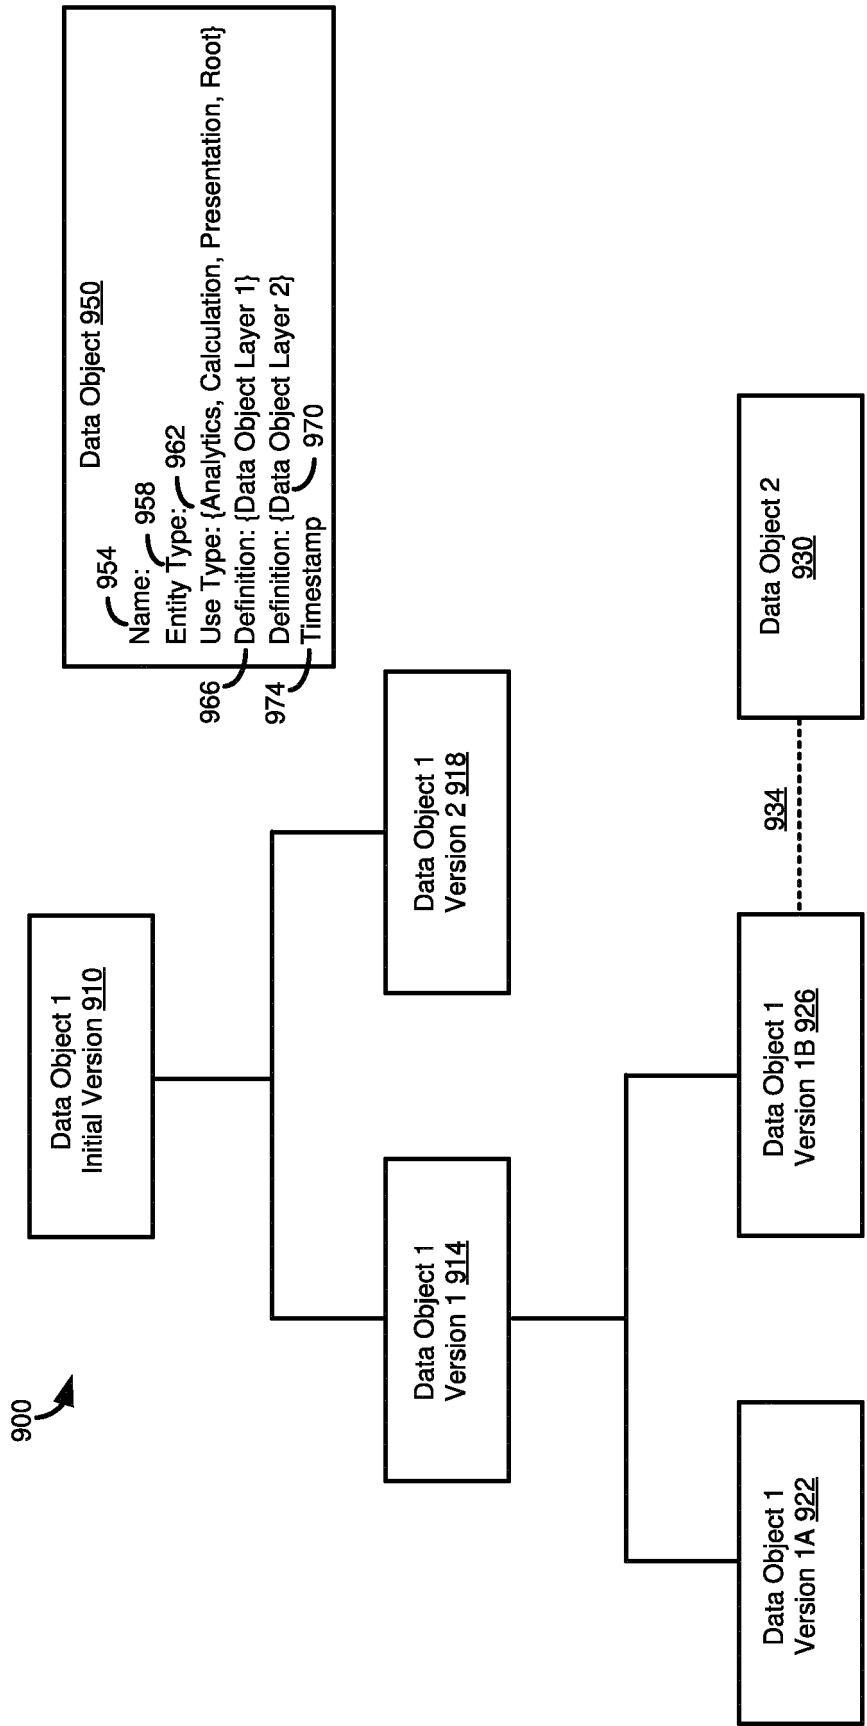 900
Data Object 1
Initial Version 910
Data Object 950
954
Name:
958
Entity Type:
962
Use Type: {Analytics, Calculation, Presentation, Root}
966
Definition: {Data Object Layer 1}
Definition: {Data Object Layer 2}
970
974
Timestamp
Data Object 1
Version 1 914
Data Object 1
Version 2 918
Data Object 1
Version 1A 922
Data Object 1
Version 1B 926
934
Data Object 2
930